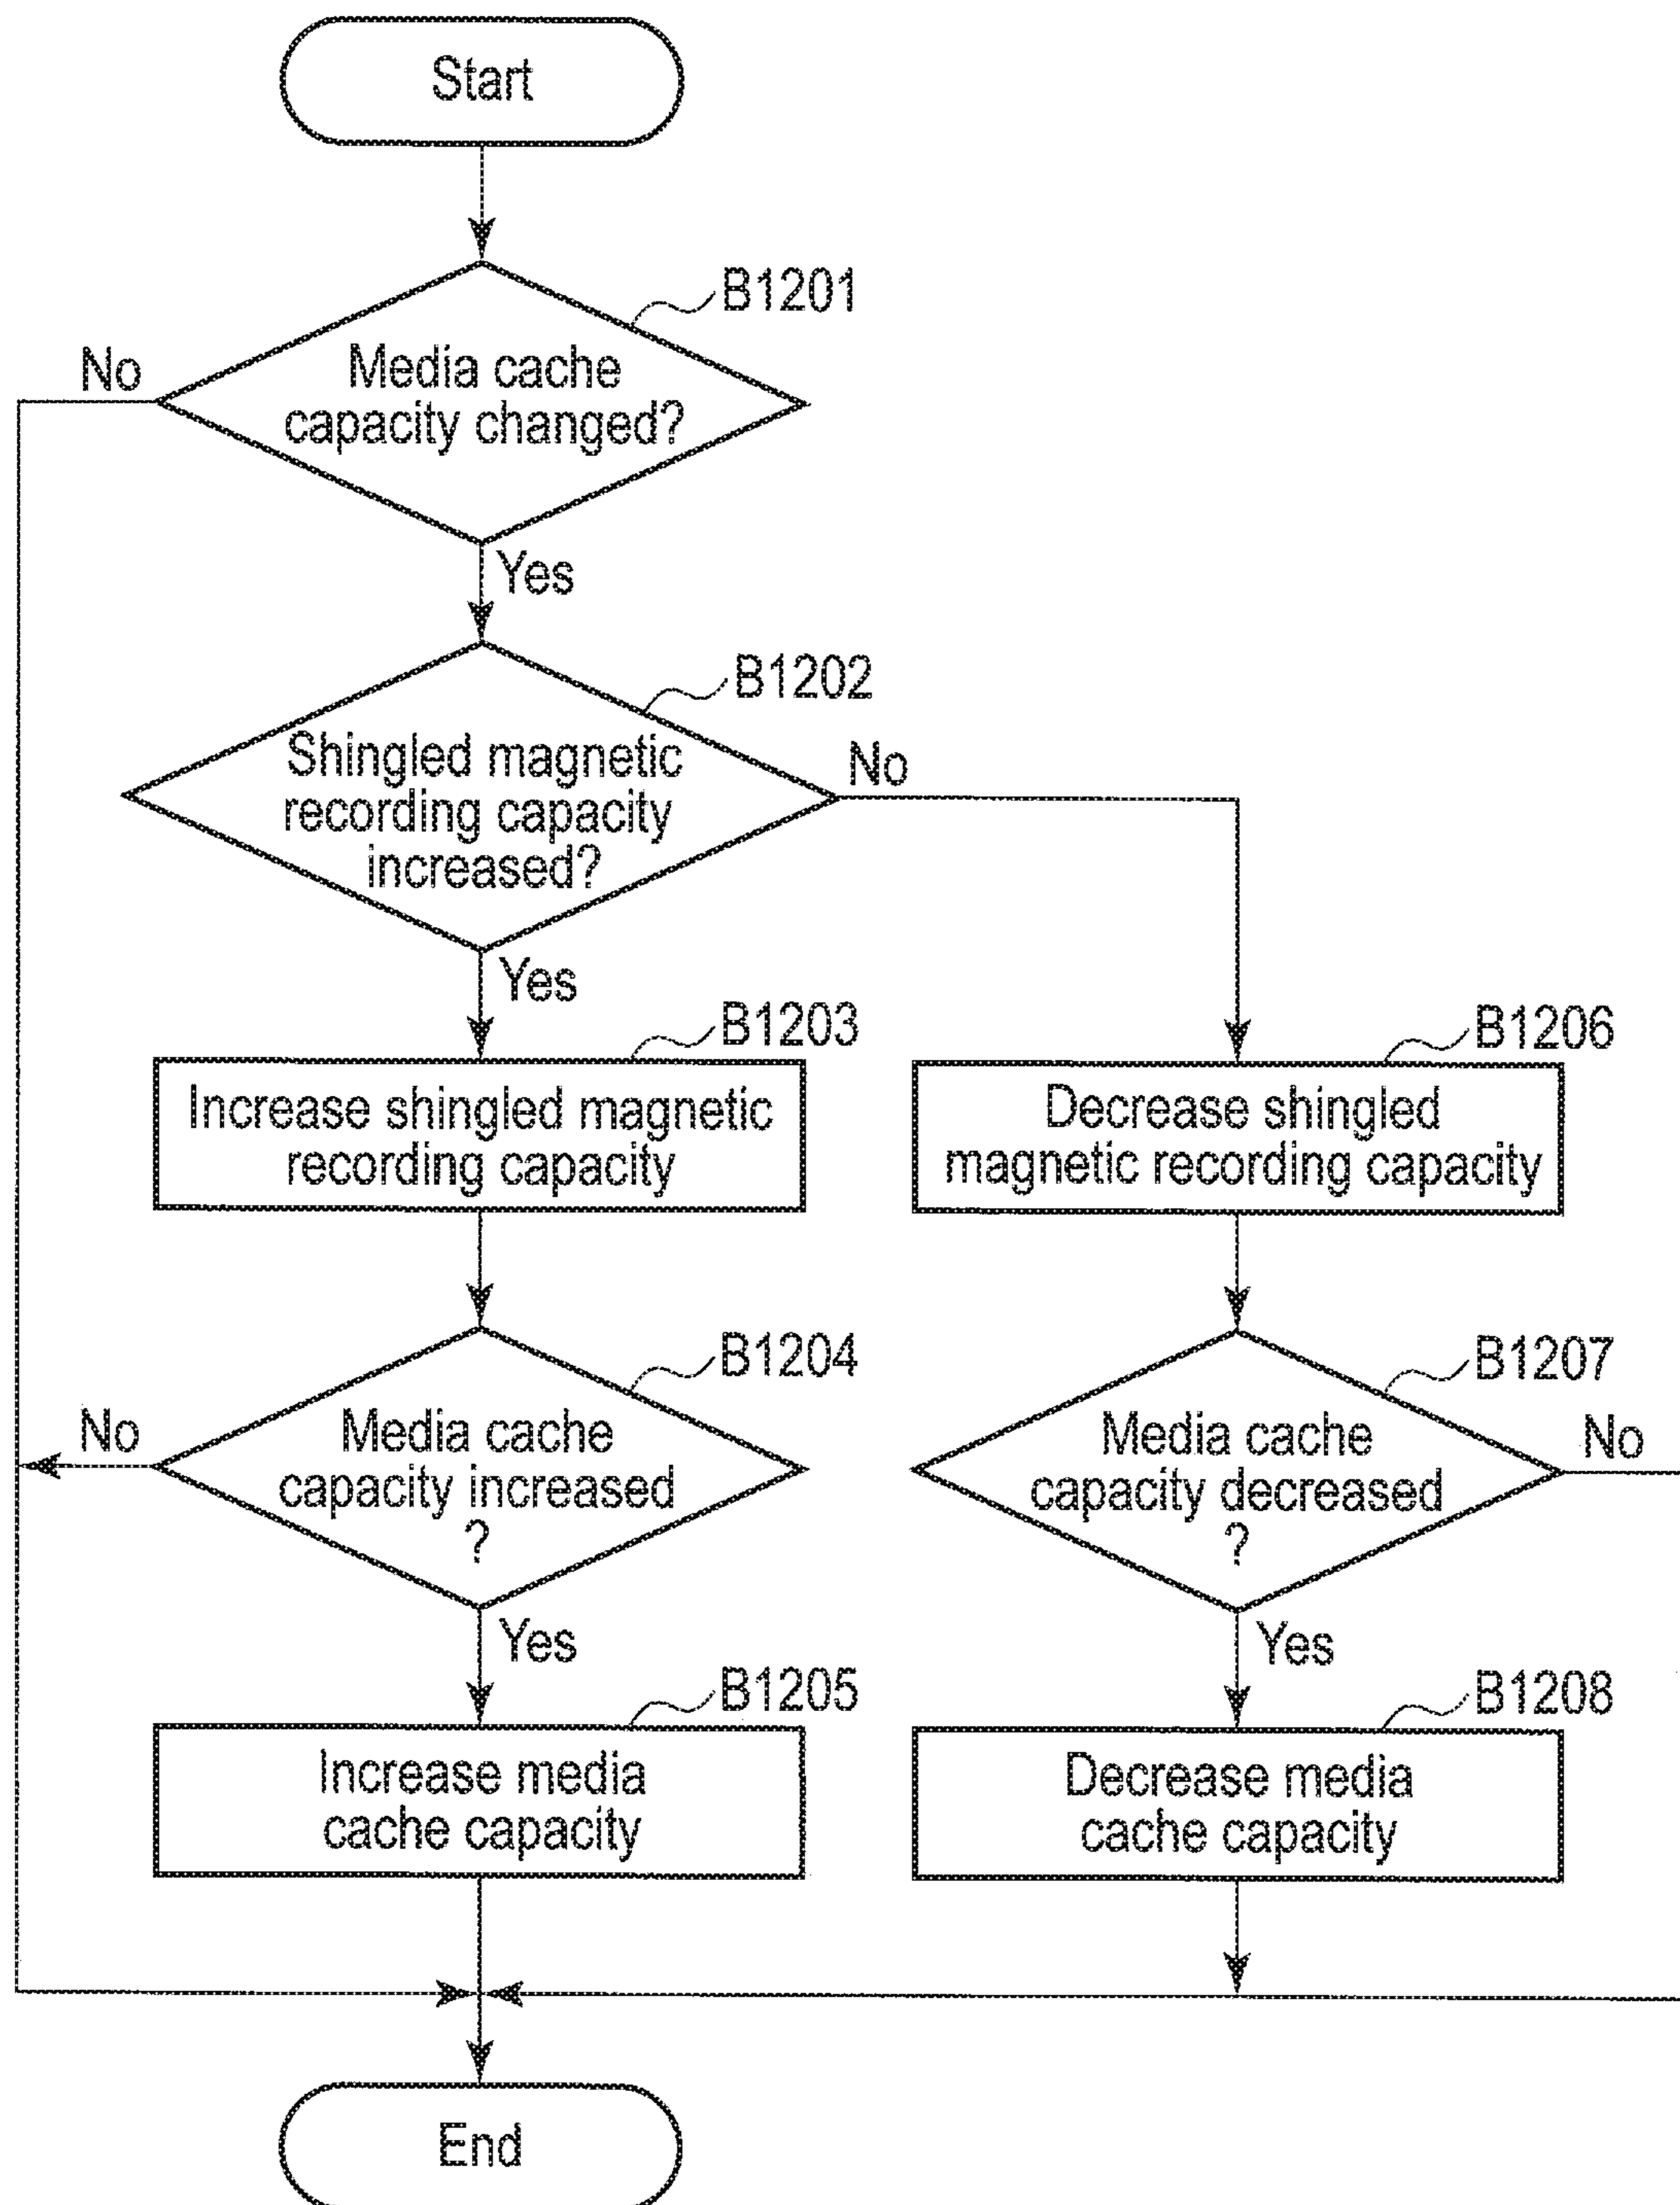 Start
B1201
Media cache
capacity changed?
No
Yes
B1202
Shingled magnetic
recording capacity
increased?
No
Yes
B1203
Increase shingled magnetic
recording capacity
B1206
Decrease shingled
magnetic recording capacity
B1204
Media cache
capacity increased
?
No
Yes
B1207
Media cache
capacity decreased
?
No
Yes
B1205
Increase media
cache capacity
B1208
Decrease media
cache capacity
End